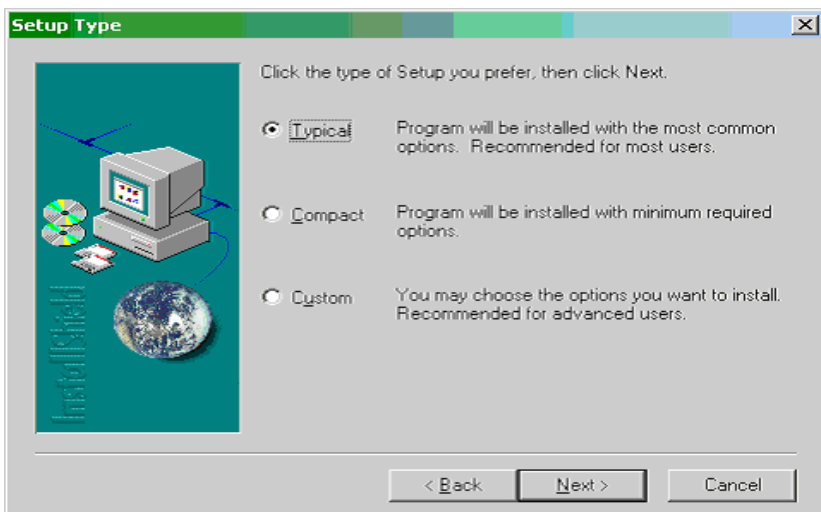 Setup Type
Click the type of Setup you prefer, then click Next.
Typical Program will be installed with the most common
options. Recommended for most users.
Compact Program will be installed with minimum required
options.
Custom You may choose the options you want to install.
Recommended for advanced users.
InstallShield
< Back Next > Cancel